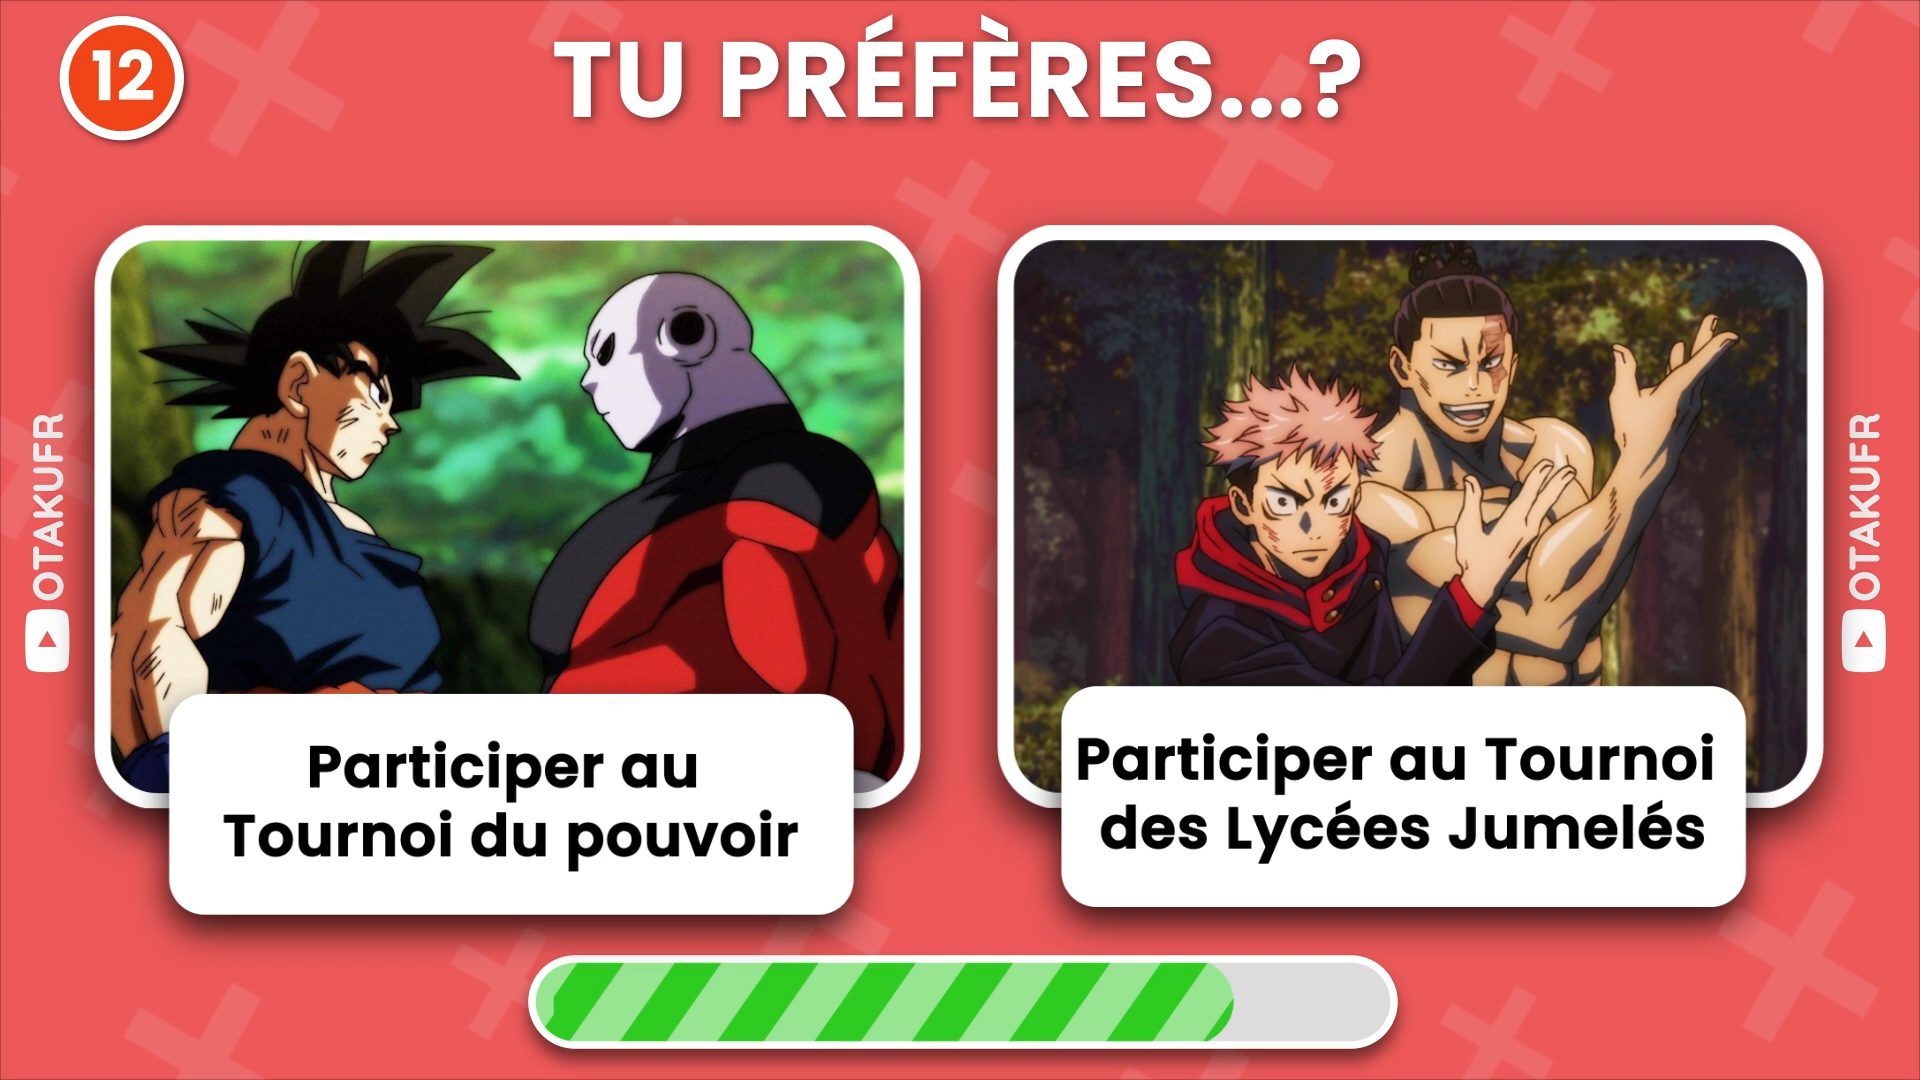 12
TU PRÉFÈRES...?
OTAKUFR
OTAKUFR
Participer au
Tournoi du pouvoir
Participer au Tournoi
des Lycées Jumelés